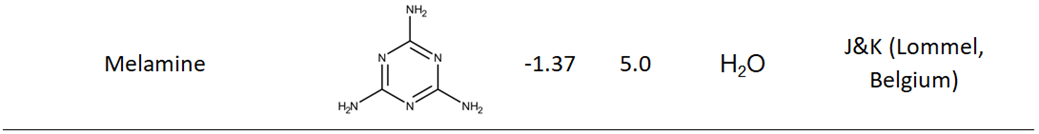 NH₂
N
N
Melamine
-1.37
5.0
H₂O
J&K (Lommel,
Belgium)
H₂N
N
NH₂